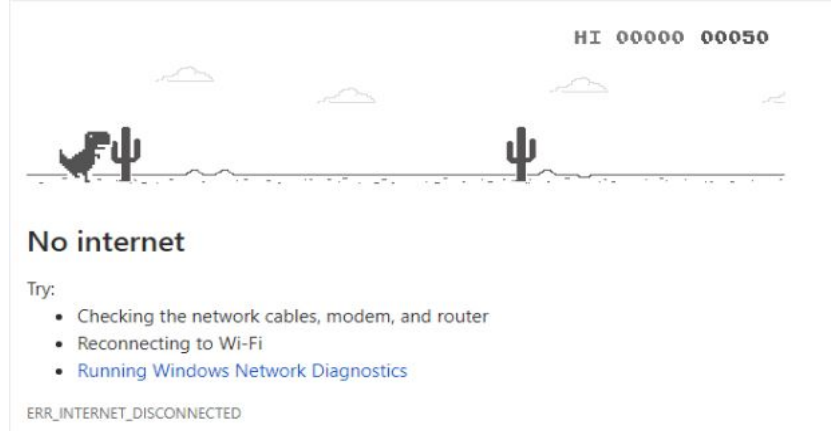 HI 00000 00050
No internet
Try:
• Checking the network cables, modem, and router
• Reconnecting to Wi-Fi
• Running Windows Network Diagnostics
ERR_INTERNET_DISCONNECTED